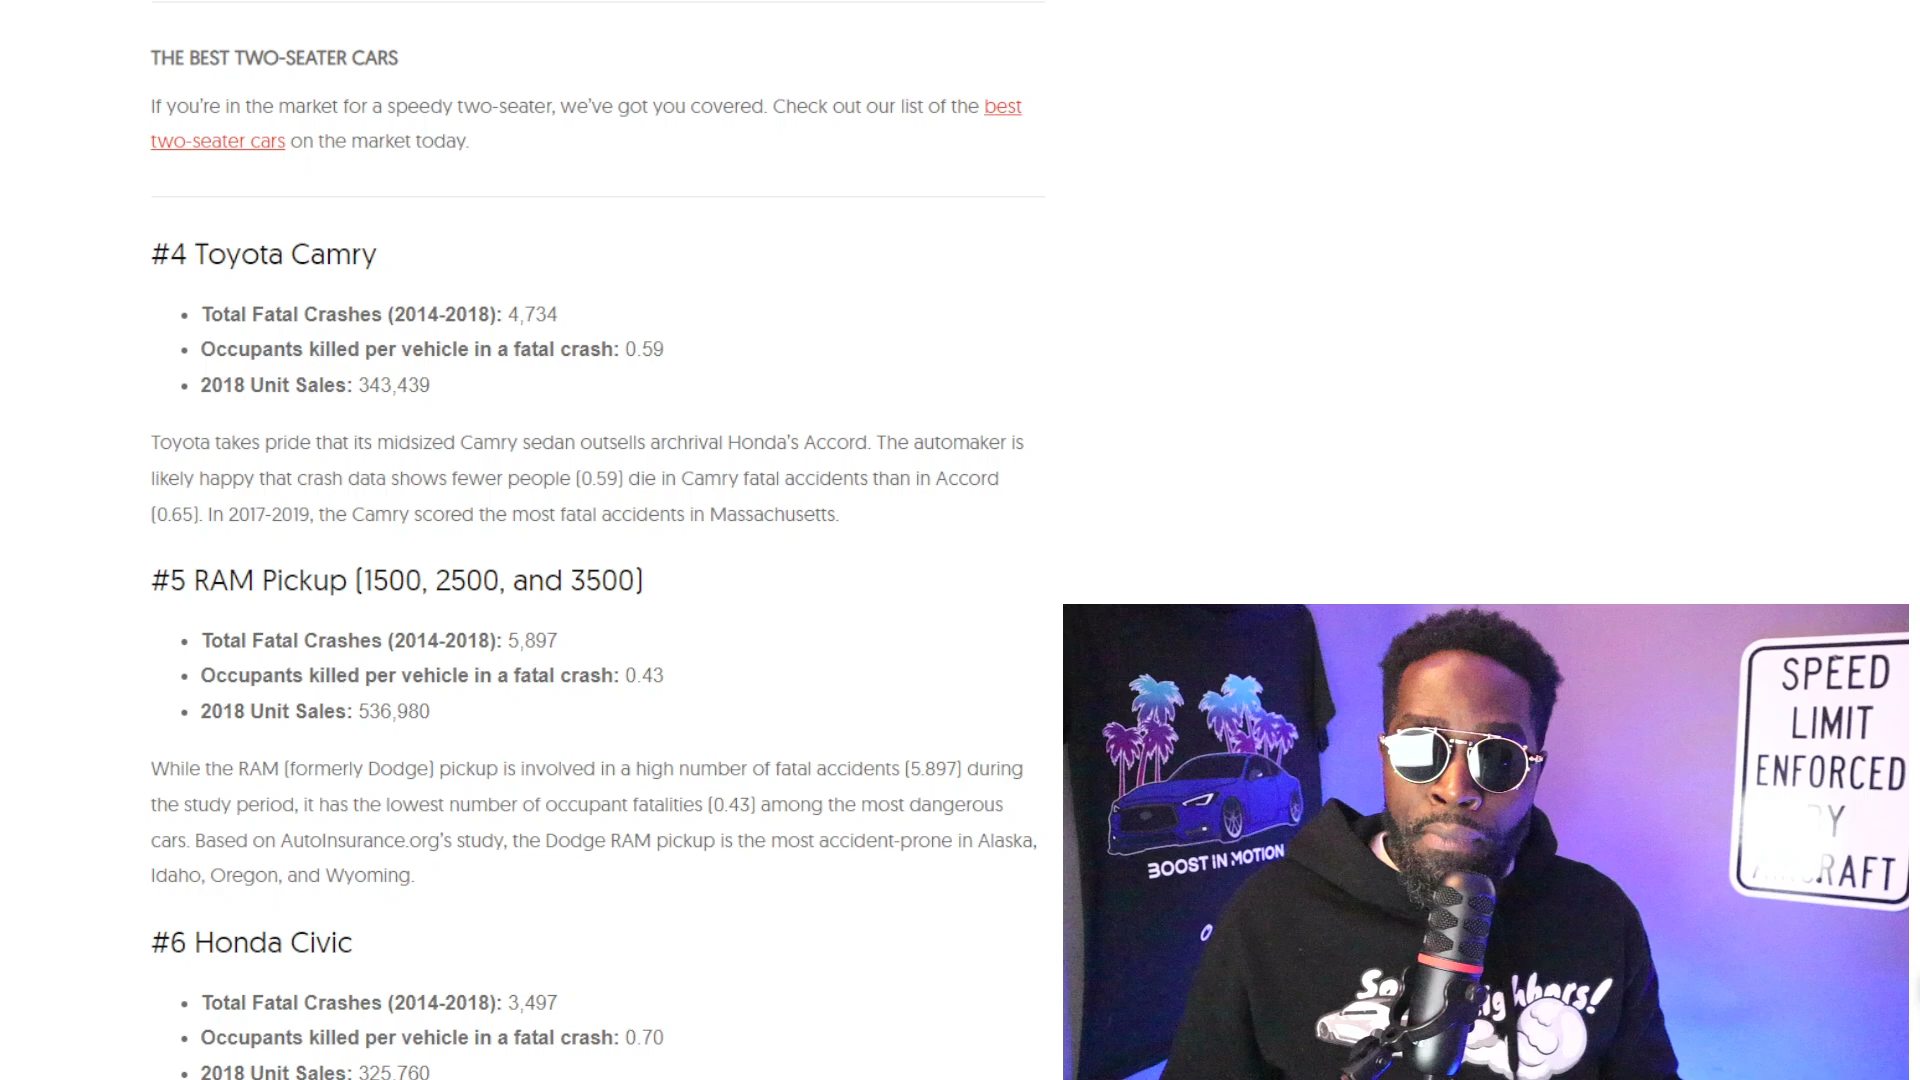 THE BEST TWO-SEATER CARS
If you're in the market for a speedy two-seater, we've got you covered. Check out our list of the best
two-seater cars on the market today.
#4 Toyota Camry
• Total Fatal Crashes (2014-2018): 4,734
• Occupants killed per vehicle in a fatal crash: 0.59
• 2018 Unit Sales: 343,439
Toyota takes pride that its midsized Camry sedan outsells archrival Honda's Accord. The automaker is
likely happy that crash data shows fewer people (0.59) die in Camry fatal accidents than in Accord
(0.65). In 2017-2019, the Camry scored the most fatal accidents in Massachusetts.
#5 RAM Pickup (1500, 2500, and 3500)
• Total Fatal Crashes (2014-2018): 5,897
• Occupants killed per vehicle in a fatal crash: 0.43
• 2018 Unit Sales: 536,980
While the RAM (formerly Dodge) pickup is involved in a high number of fatal accidents (5.897) during
the study period, it has the lowest number of occupant fatalities (0.43) among the most dangerous
cars. Based on AutoInsurance.org's study, the Dodge RAM pickup is the most accident-prone in Alaska,
Idaho, Oregon, and Wyoming.
#6 Honda Civic
• Total Fatal Crashes (2014-2018): 3,497
• Occupants killed per vehicle in a fatal crash: 0.70
• 2018 Unit Sales: 325,760
BOOST IN MOTION
SPEED
LIMIT
ENFORCED